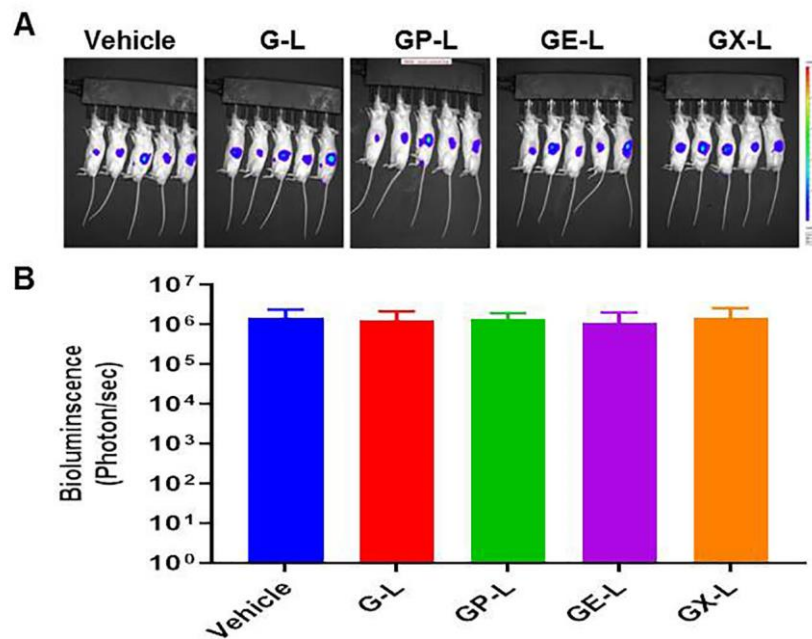 A
Vehicle G-L GP-L GE-L GX-L
B
Bioluminscence
(Photon/sec)
10⁷
10⁶
10⁵
10⁴
10³
10²
10¹
10⁰
Vehicle G-L GP-L GE-L GX-L